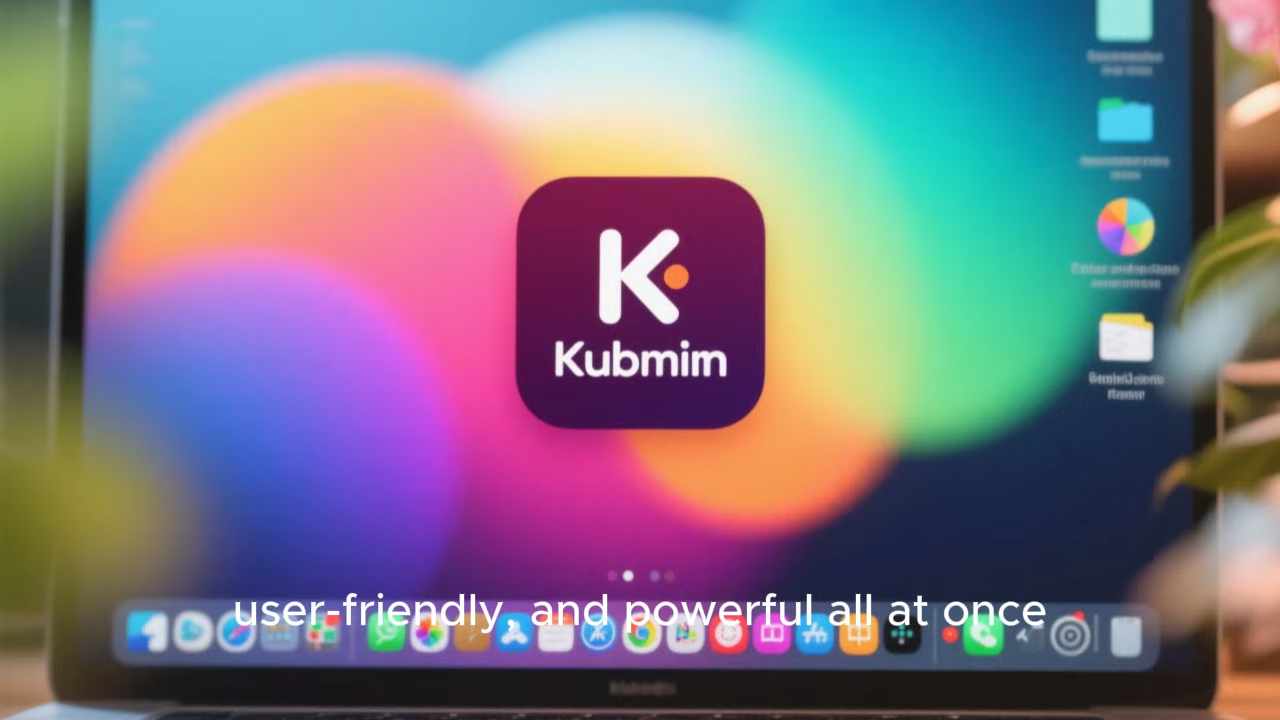 K
Kubmim
user-friendly, and powerful all at once